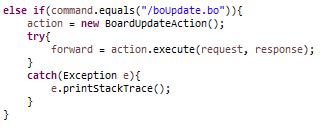 else if(command.equals("/boUpdate.bo")){
    action = new BoardUpdateAction();
    try{
        forward = action.execute(request, response);
    }
    catch(Exception e){
        e.printStackTrace();
    }
}